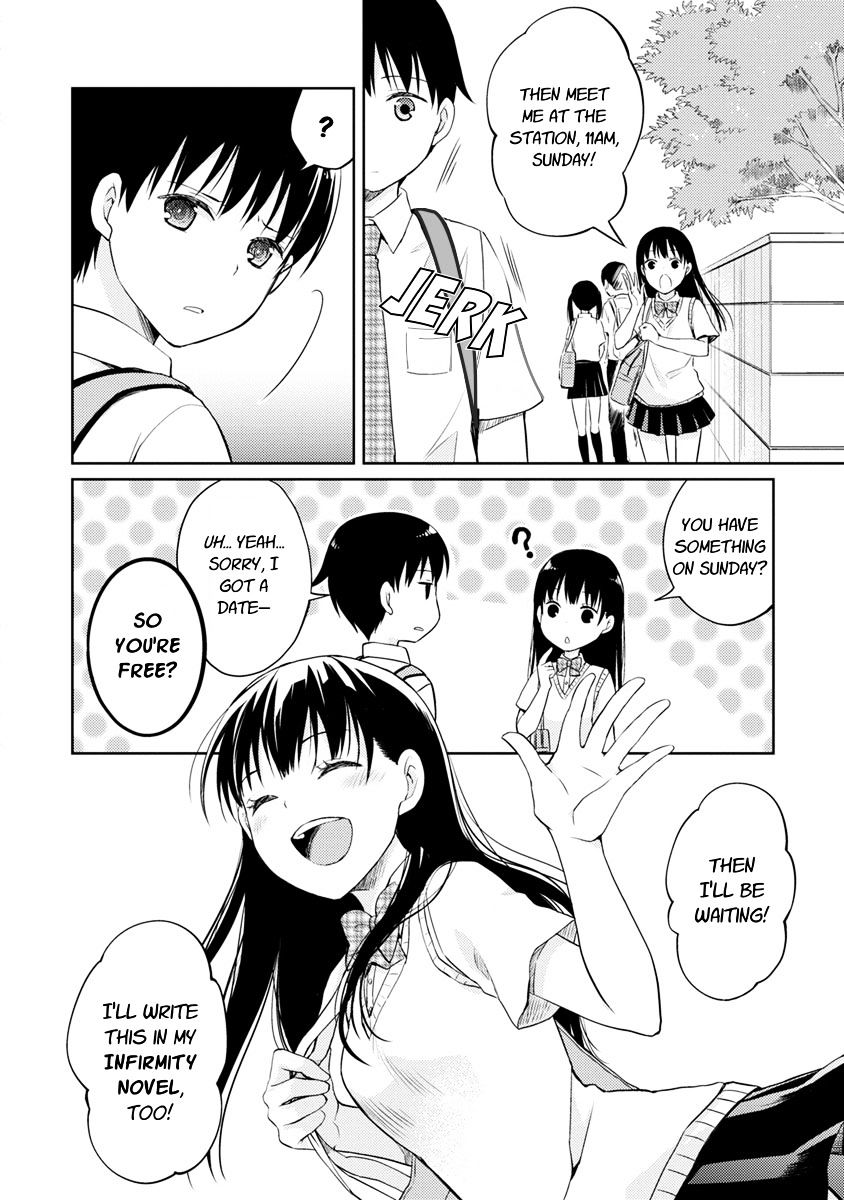 THEN MEET
ME AT THE
STATION, 11AM,
SUNDAY!
JERK
?
YOU HAVE
SOMETHING
ON SUNDAY?
?
UH... YEAH...
SORRY, I
GOT A
DATE—
SO
YOU'RE
FREE?
THEN
I'LL BE
WAITING!
I'LL WRITE
THIS IN MY
INFIRMITY
NOVEL,
TOO!